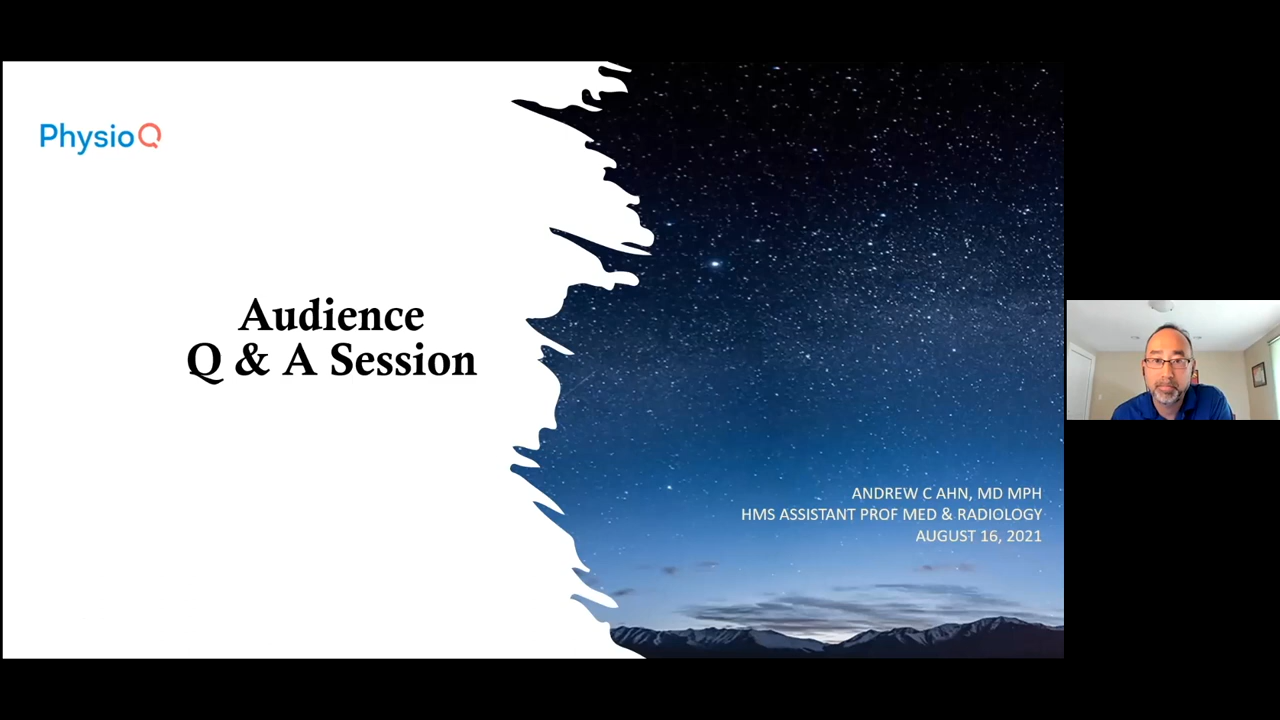 PhysioQ
Audience
Q & A Session
ANDREW C AHN, MD MPH
HMS ASSISTANT PROF MED & RADIOLOGY
AUGUST 16, 2021